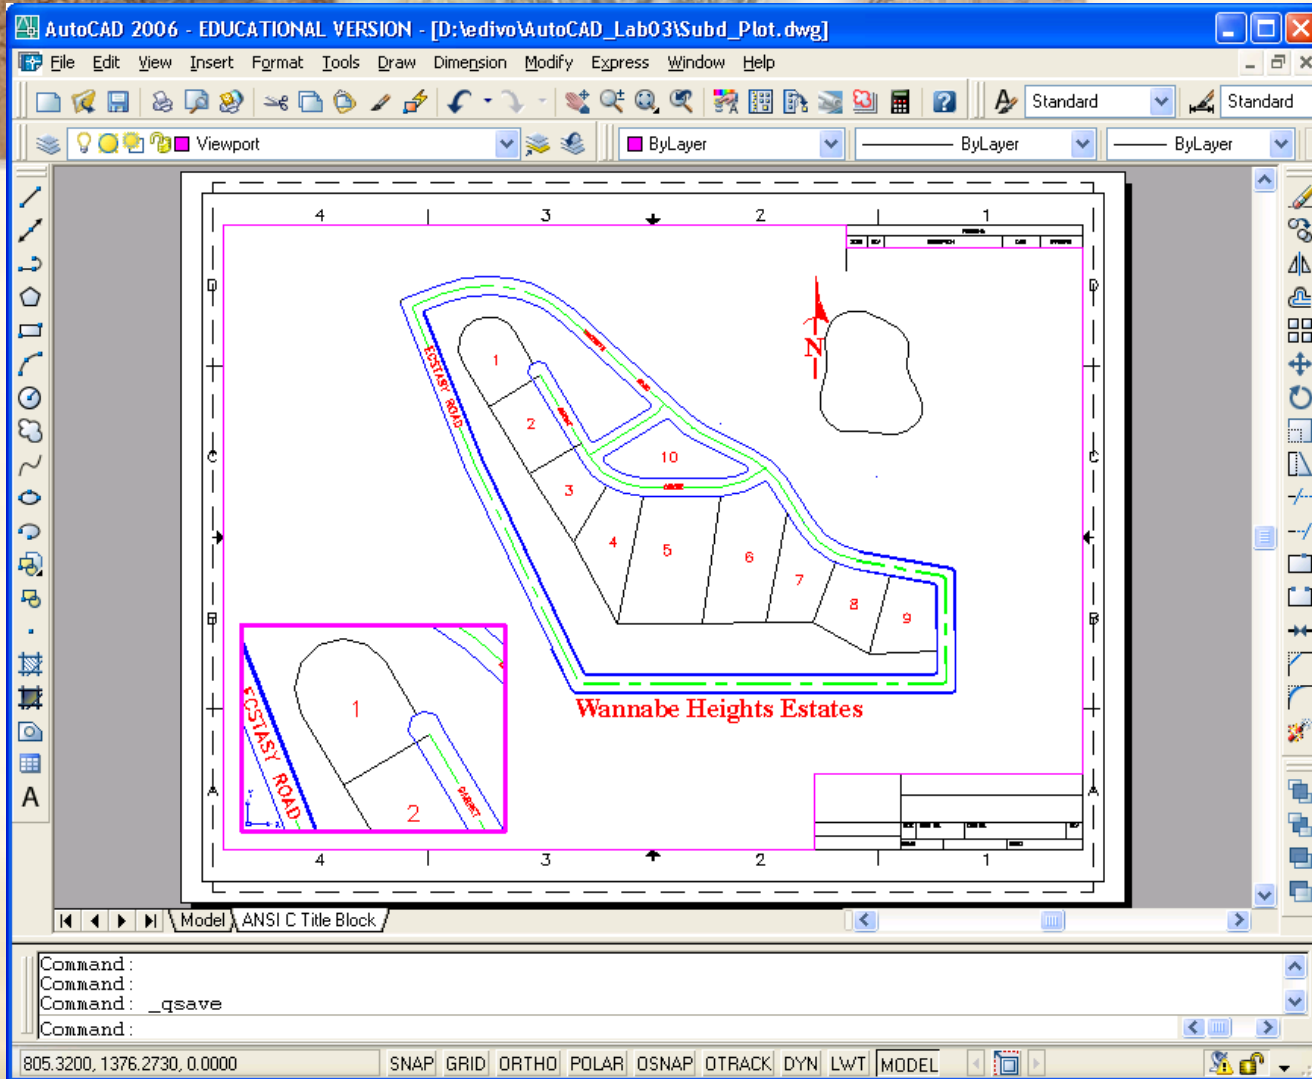 AutoCAD 2006 - EDUCATIONAL VERSION - [D:\edivo\AutoCAD_Lab03\Subd_Plot.dwg]
File Edit View Insert Format Tools Draw Dimension Modify Express Window Help
Standard Standard
Viewport ByLayer ByLayer ByLayer
4 3 2 1
D D
N
ECSTASY ROAD
1
2
10
C C
3
4 5 6 7 8 9
B B
Wannabe Heights Estates
1
ECSTASY ROAD
2
A A
4 3 2 1
Model ANSI C Title Block
Command:
Command:
Command: _qsave
Command:
805.3200, 1376.2730, 0.0000 SNAP GRID ORTHO POLAR OSNAP OTRACK DYN LWT MODEL